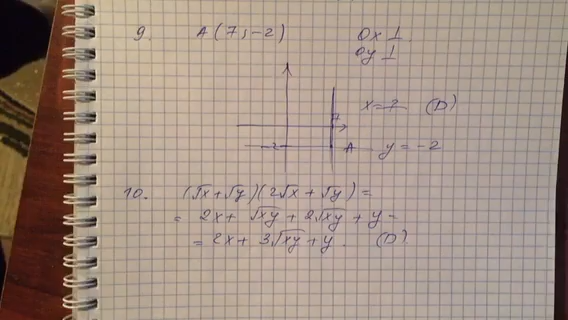 9. A (7; -2) Ox ⊥
Oy ⊥
7 x = 7 (D)
-2 A y = -2
10. (√x + √y)(2√x + √y) =
= 2x + √xy + 2√xy + y =
= 2x + 3√xy + y. (D)